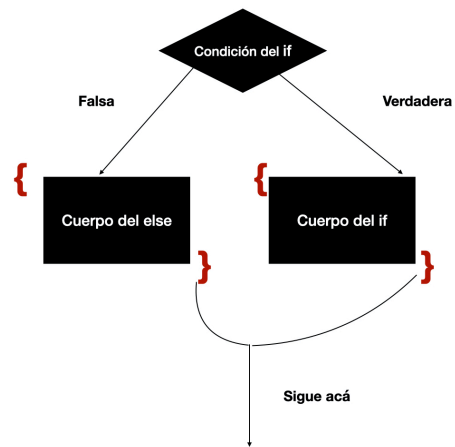 Condición del if
Falsa
Verdadera
{
{
Cuerpo del else
Cuerpo del if
}
}
Sigue acá